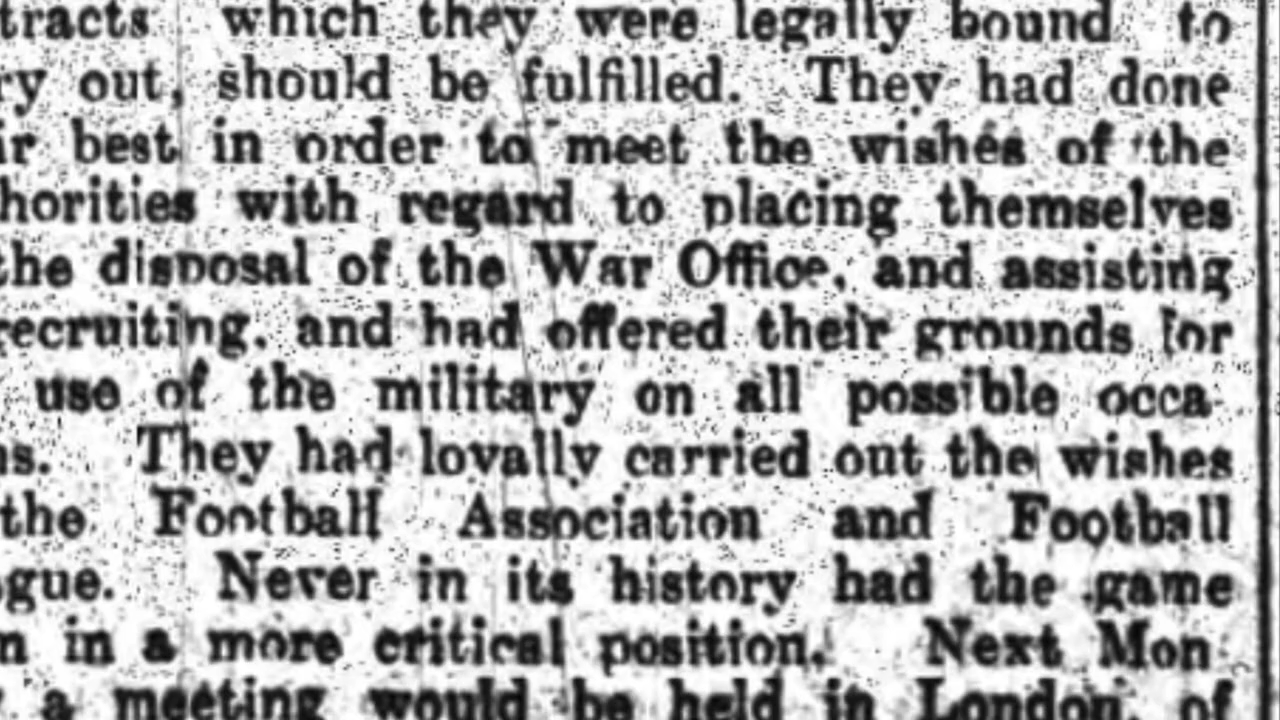 tracts which they were legally bound to
ry out, should be fulfilled. They had done
ir best in order to meet the wishes of the
horities with regard to placing themselves
the disposal of the War Office, and assisting
recruiting, and had offered their grounds for
use of the military on all possible occa-
ns. They had loyally carried out the wishes
the Football Association and Football
ague. Never in its history had the game
n in a more critical position. Next Mon-
a meeting would be held in London of